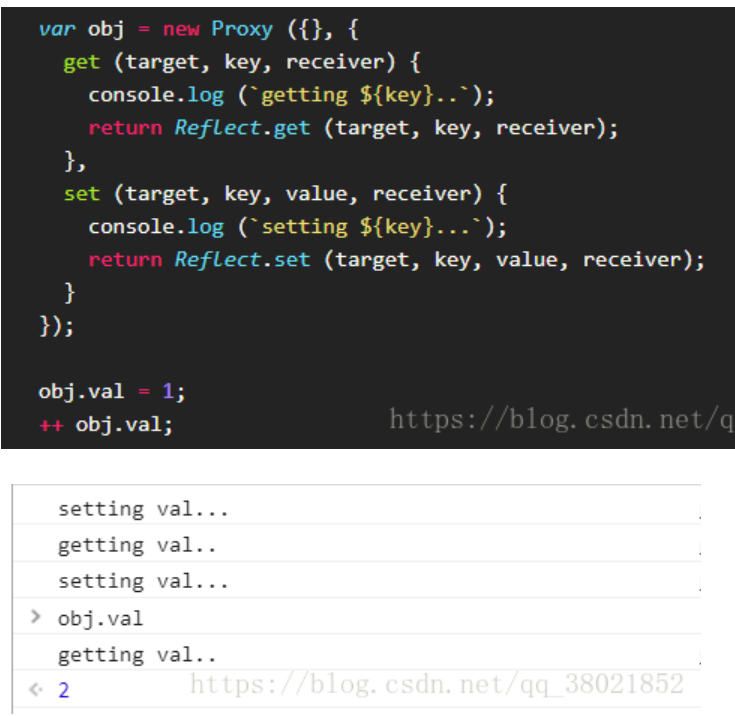 var obj = new Proxy ({}, {
get (target, key, receiver) {
console.log (`getting ${key}..`);
return Reflect.get (target, key, receiver);
},
set (target, key, value, receiver) {
console.log (`setting ${key}...`);
return Reflect.set (target, key, value, receiver);
}
});
obj.val = 1;
++ obj.val;
https://blog.csdn.net/q
setting val...
getting val..
setting val...
> obj.val
getting val..
< 2
https://blog.csdn.net/qq_38021852